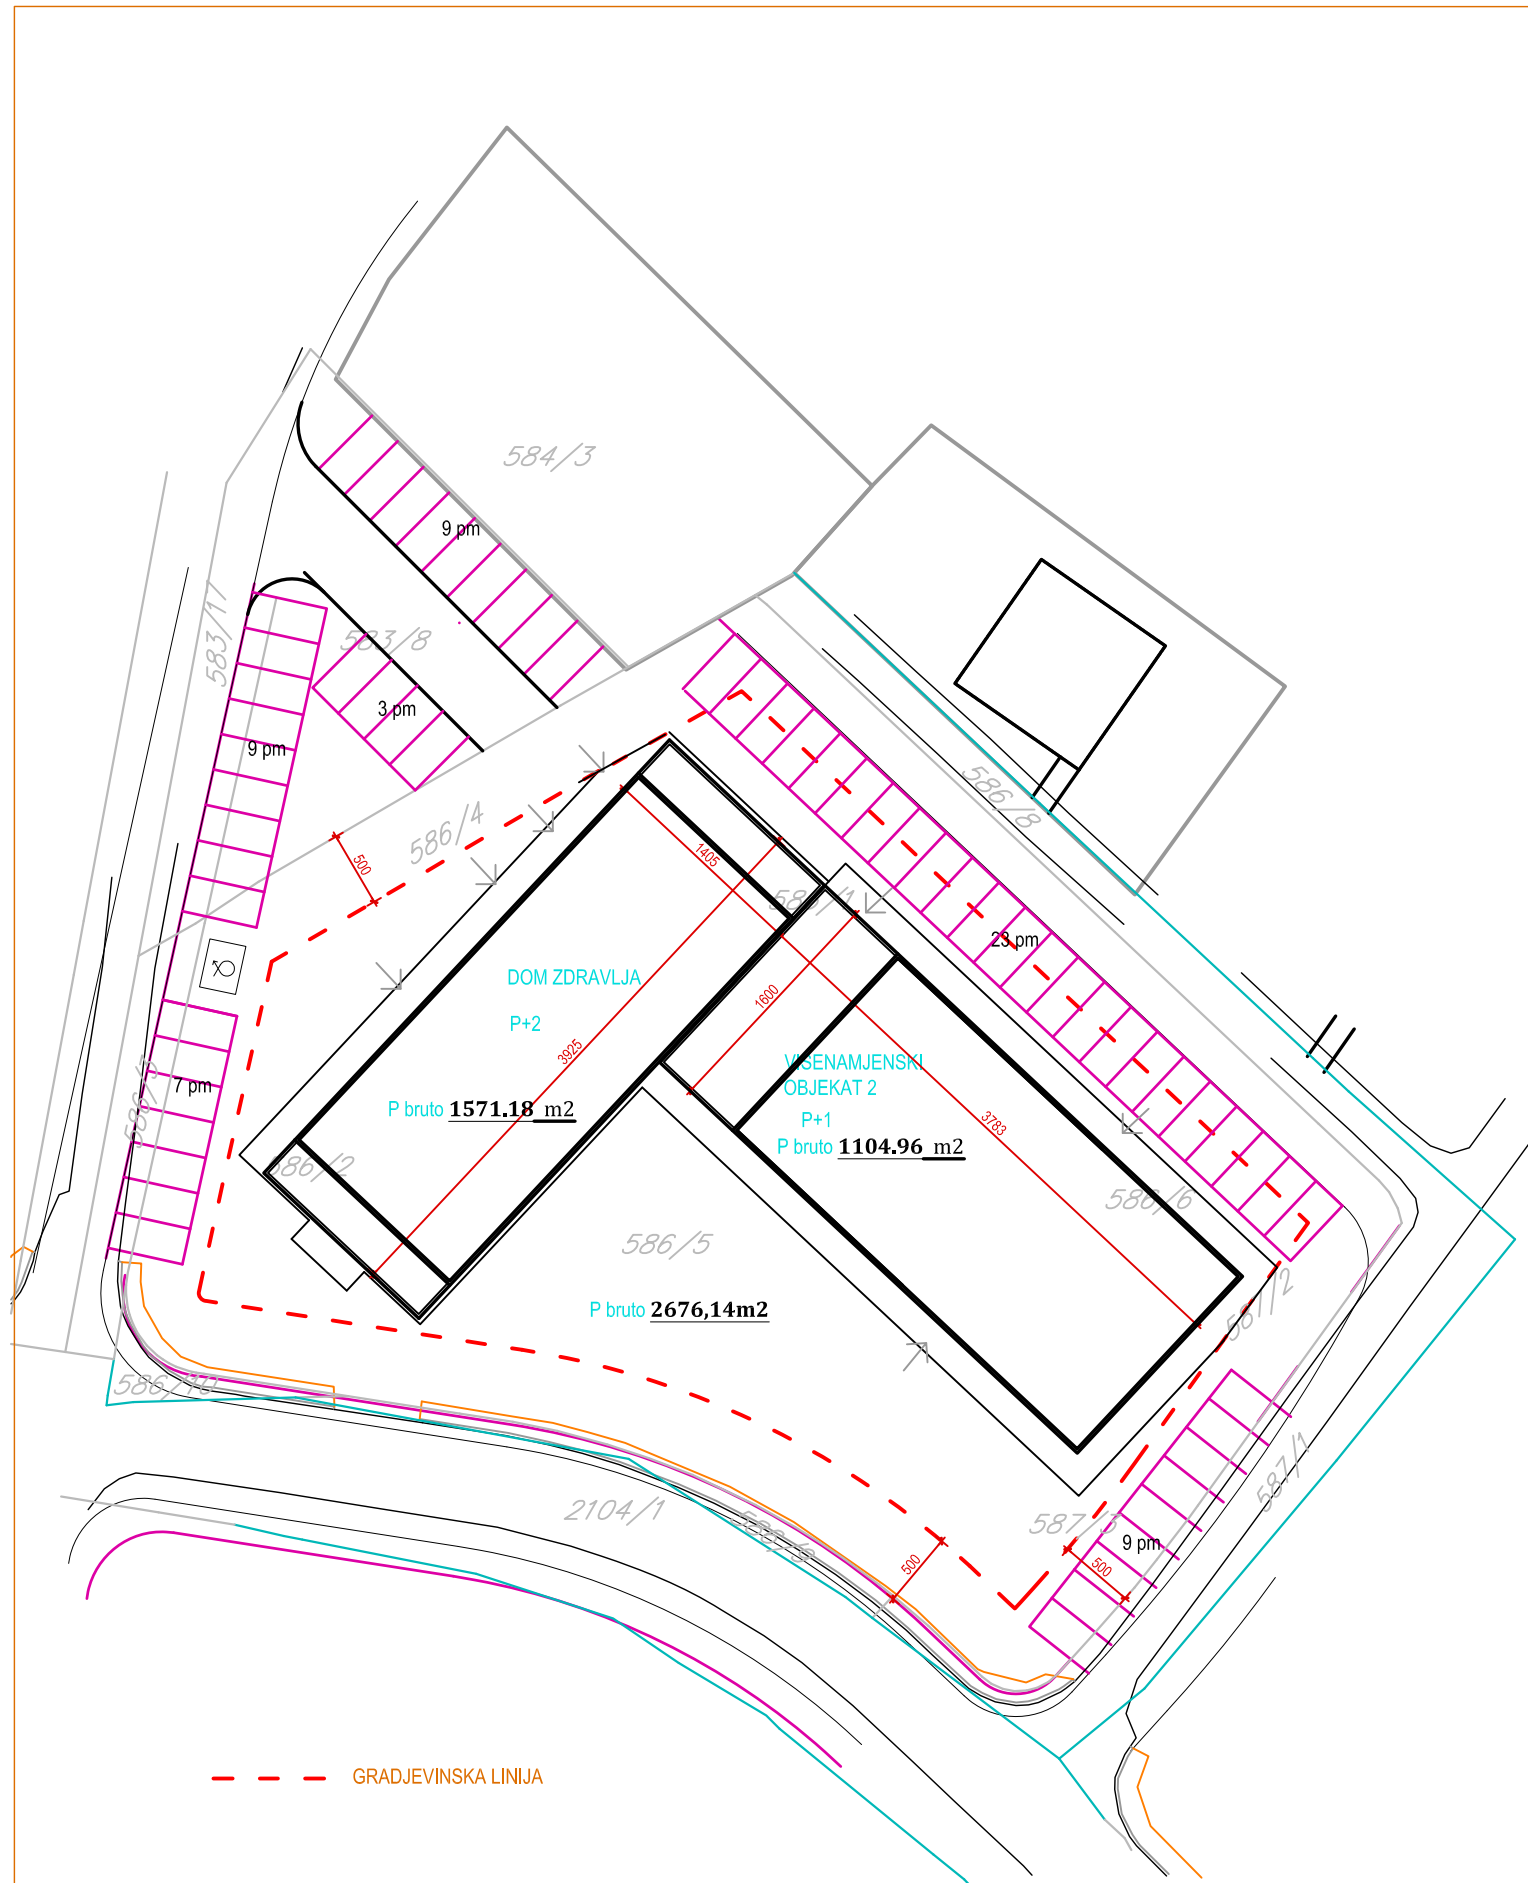 584/3
9 pm
583/17
583/8
3 pm
9 pm
586/8
586/4
500
1405
586/1
23 pm
DOM ZDRAVLJA
P+2
1600
3925
VISENAMJENSKI
OBJEKAT 2
P+1
3783
P bruto 1571.18 m2
P bruto 1104.96 m2
7 pm
586/2
586/6
586/5
P bruto 2676,14m2
587/2
586/10
587/1
2104/1
587/3
9 pm
500
500
GRADJEVINSKA LINIJA